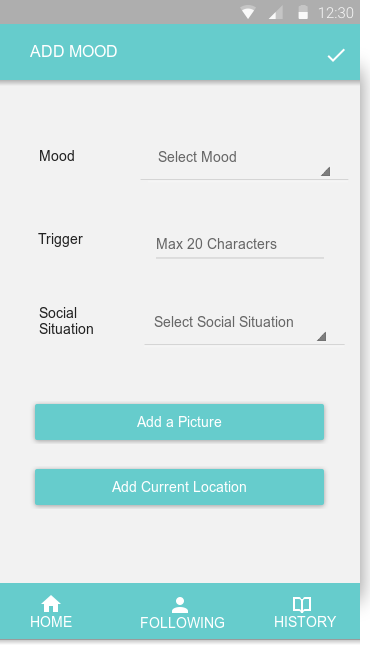 12:30
ADD MOOD
Mood
Select Mood
Trigger
Max 20 Characters
Social
Situation
Select Social Situation
Add a Picture
Add Current Location
HOME
FOLLOWING
HISTORY